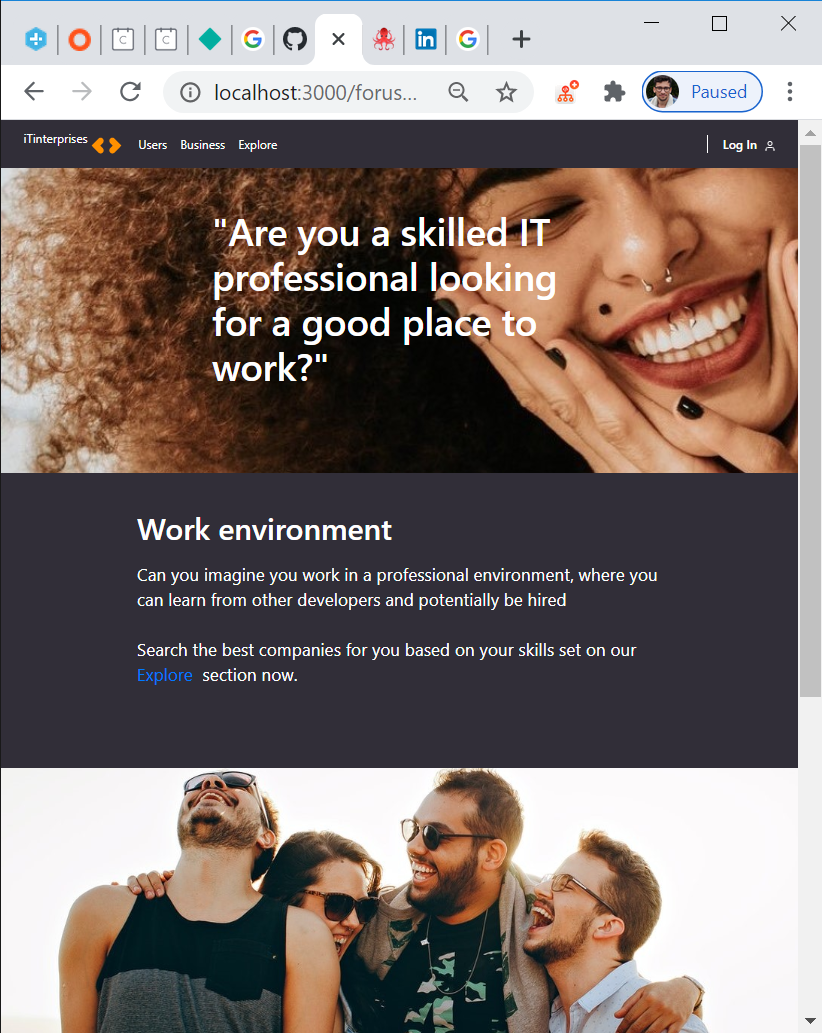 localhost:3000/forus...
Paused
iTinterprises
Users Business Explore
Log In
"Are you a skilled IT
professional looking
for a good place to
work?"
Work environment
Can you imagine you work in a professional environment, where you
can learn from other developers and potentially be hired
Search the best companies for you based on your skills set on our
Explore section now.